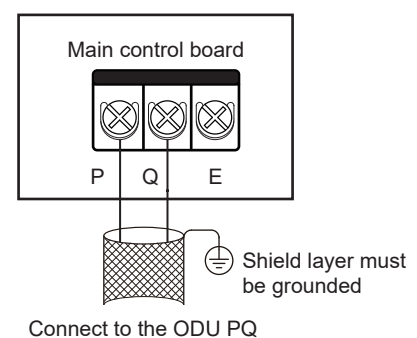 Main control board
P Q E
Shield layer must
be grounded
Connect to the ODU PQ